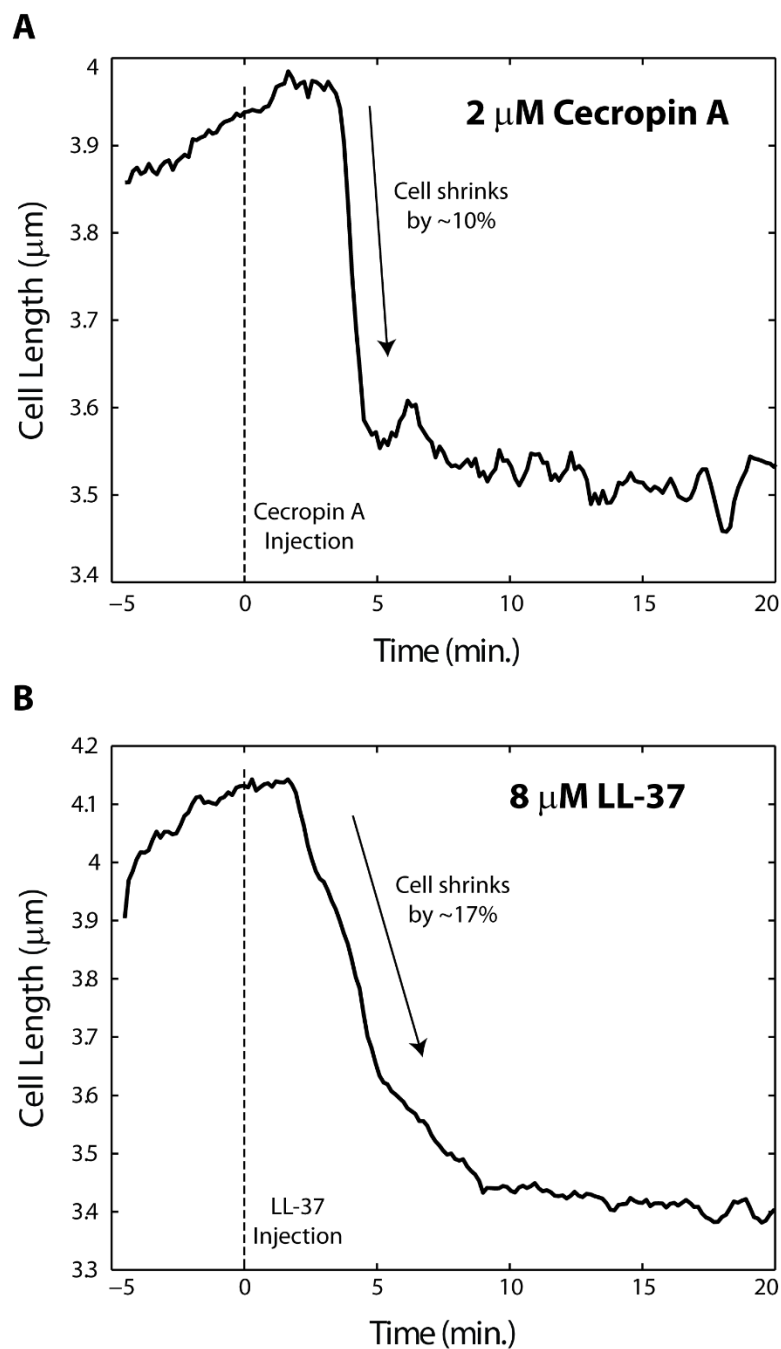 A
2 μM Cecropin A
Cell shrinks
by ~10%
Cecropin A
Injection
Cell Length (μm)
4
3.9
3.8
3.7
3.6
3.5
3.4
−5
0
5
10
15
20
Time (min.)
B
8 μM LL-37
Cell shrinks
by ~17%
LL-37
Injection
Cell Length (μm)
4.2
4.1
4
3.9
3.8
3.7
3.6
3.5
3.4
3.3
−5
0
5
10
15
20
Time (min.)